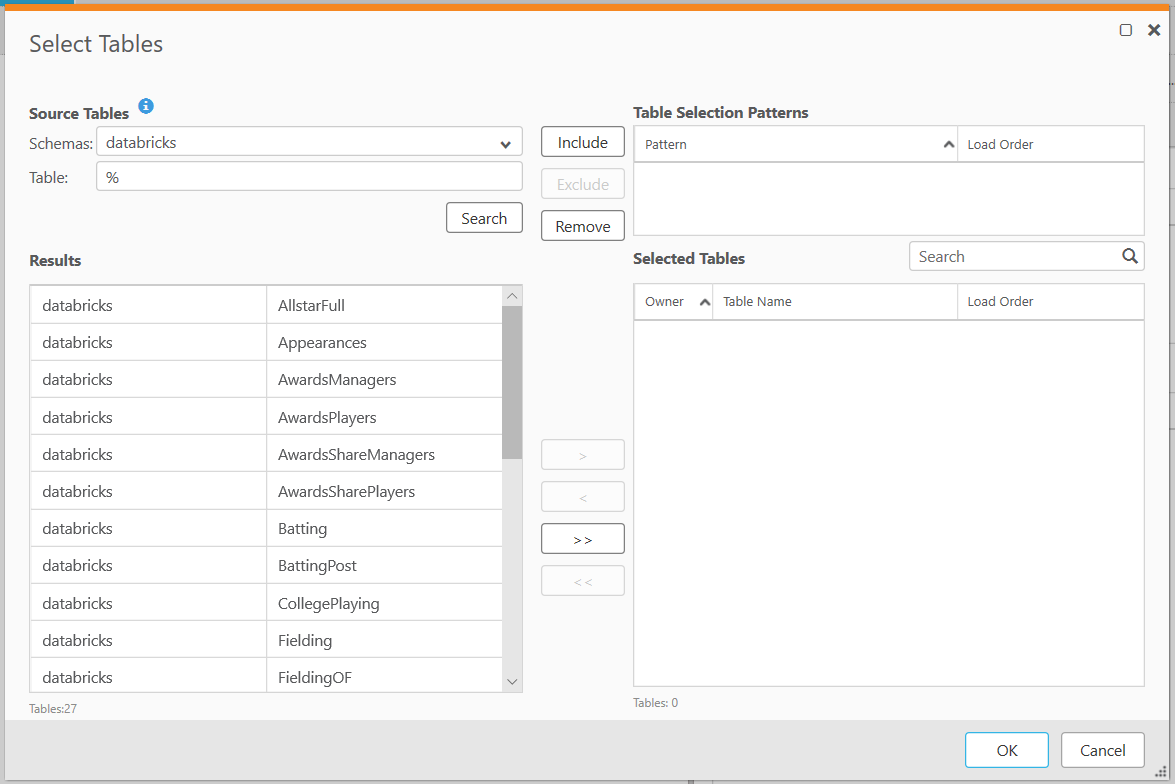 Select Tables
Source Tables
Schemas: databricks
Table: %
Search
Include
Exclude
Remove
Results
databricks AllstarFull
databricks Appearances
databricks AwardsManagers
databricks AwardsPlayers
databricks AwardsShareManagers
databricks AwardsSharePlayers
databricks Batting
databricks BattingPost
databricks CollegePlaying
databricks Fielding
databricks FieldingOF
Tables:27
>
<
>>
<<
Table Selection Patterns
Pattern Load Order
Selected Tables
Search
Owner Table Name Load Order
Tables: 0
OK
Cancel